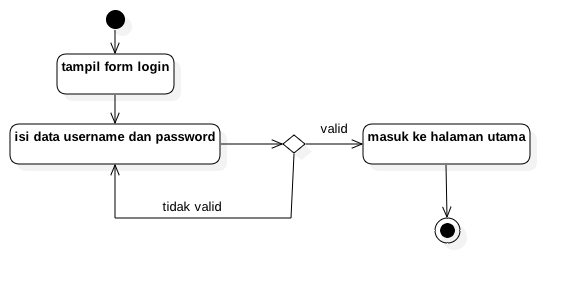 tampil form login
isi data username dan password
valid
masuk ke halaman utama
tidak valid